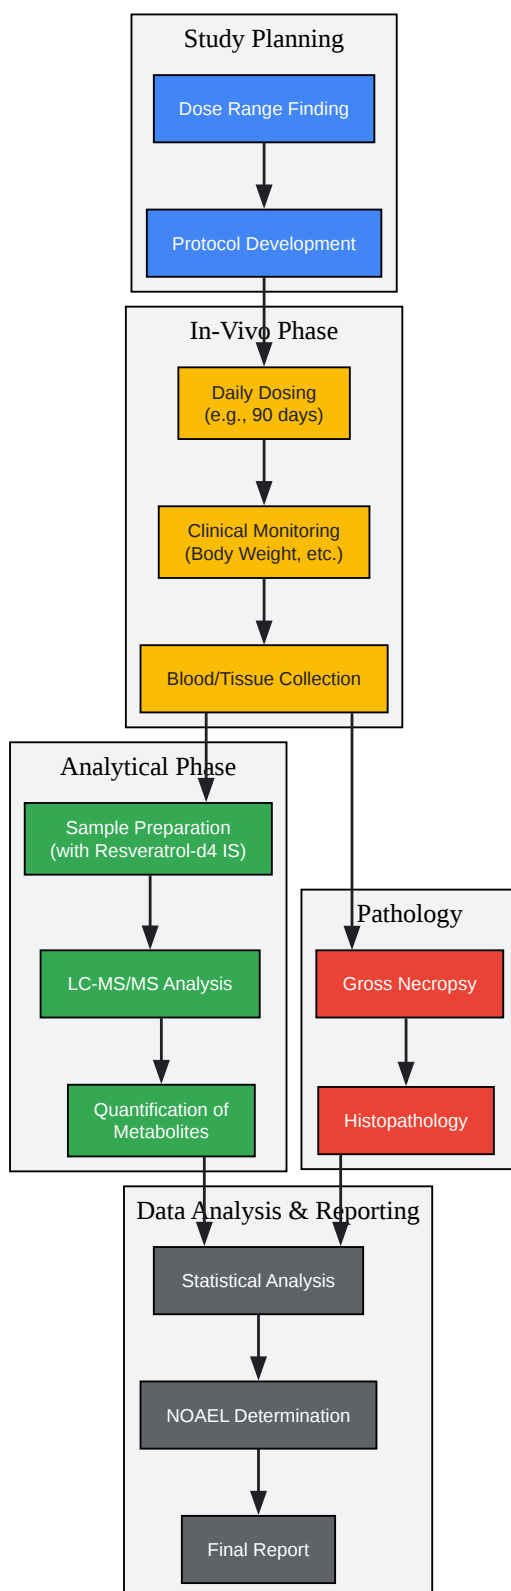 Study Planning
Dose Range Finding
Protocol Development
In-Vivo Phase
Daily Dosing
(e.g., 90 days)
Clinical Monitoring
(Body Weight, etc.)
Blood/Tissue Collection
Analytical Phase
Sample Preparation
(with Resveratrol-d4 IS)
LC-MS/MS Analysis
Quantification of
Metabolites
Pathology
Gross Necropsy
Histopathology
Data Analysis & Reporting
Statistical Analysis
NOAEL Determination
Final Report